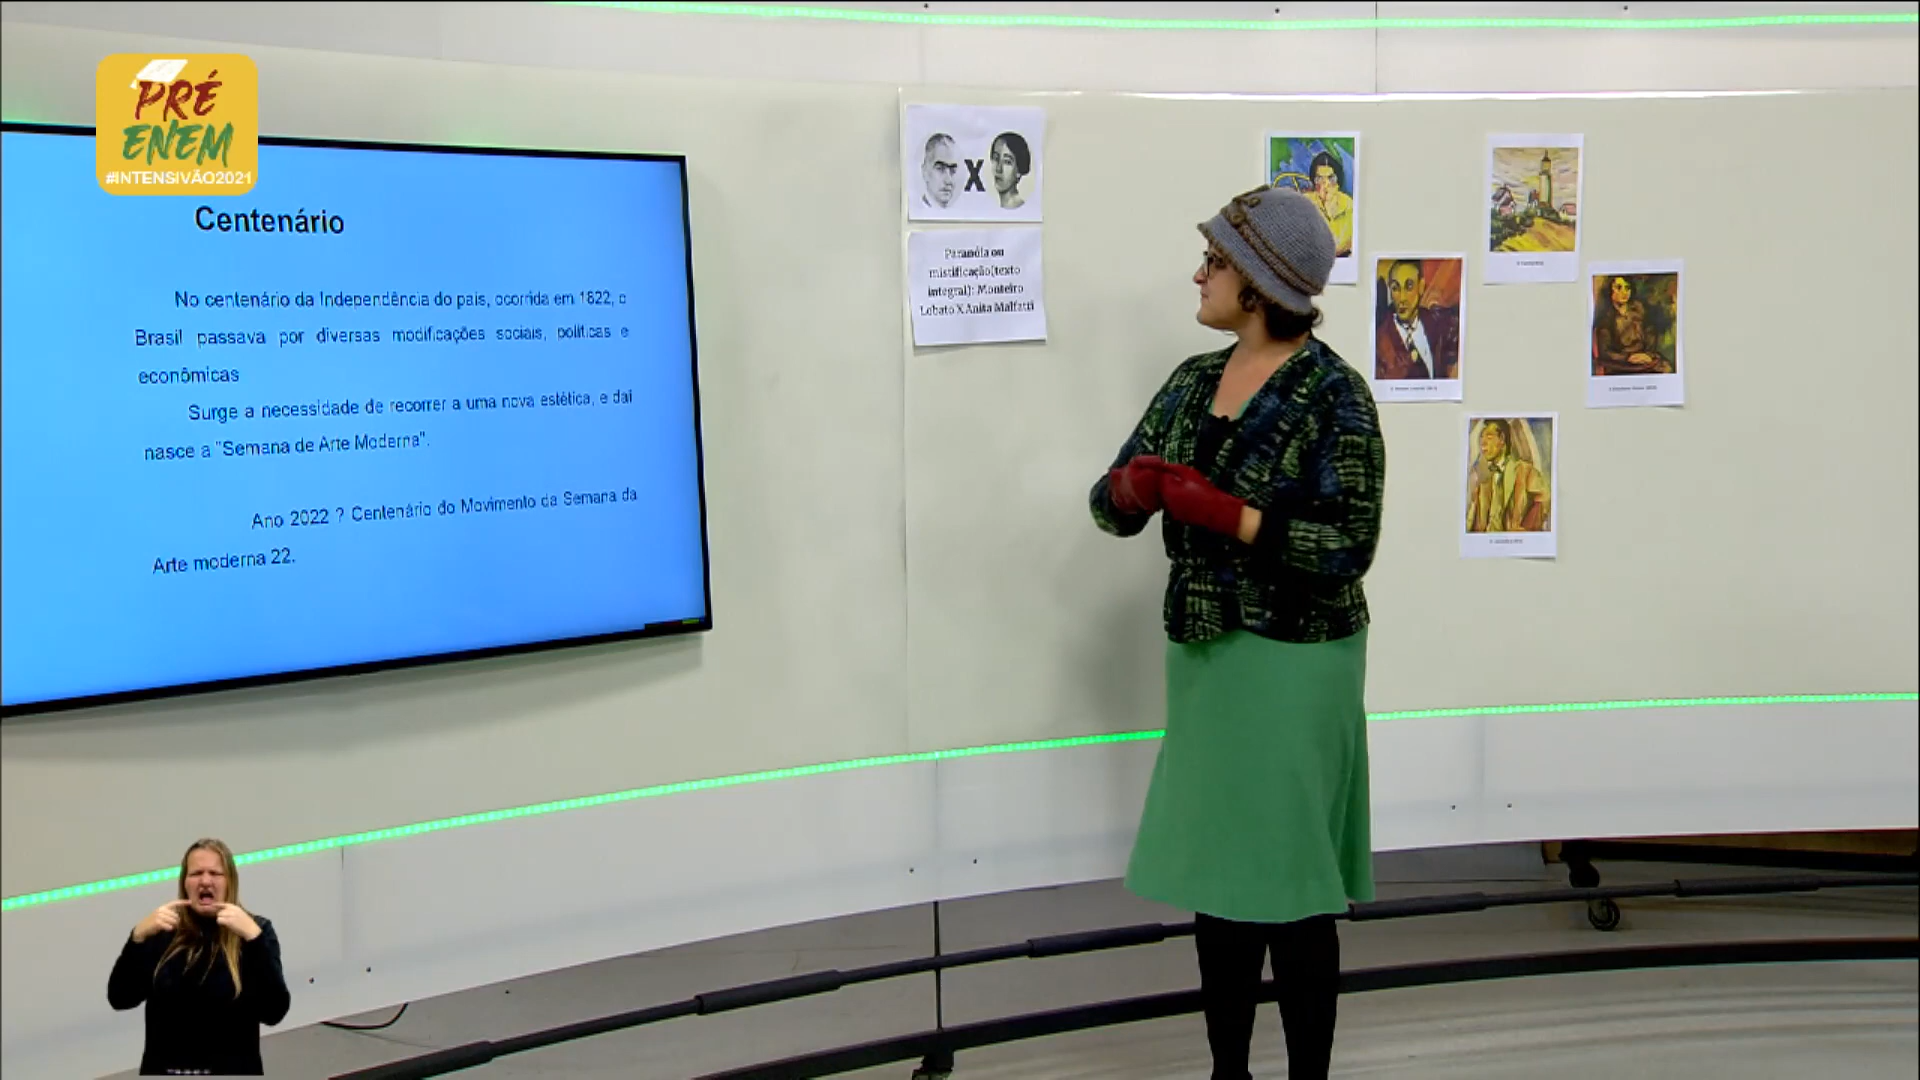 PRÉ
ENEM
#INTENSIVÃO2021
Centenário
No centenário da Independência do país, ocorrida em 1822, o
Brasil passava por diversas modificações sociais, políticas e
econômicas
Surge a necessidade de recorrer a uma nova estética, e daí
nasce a "Semana de Arte Moderna".
Ano 2022 ? Centenário do Movimento da Semana da
Arte moderna 22.
X
Paranóia ou
mistificação(texto
integral): Monteiro
Lobato X Anita Malfatti